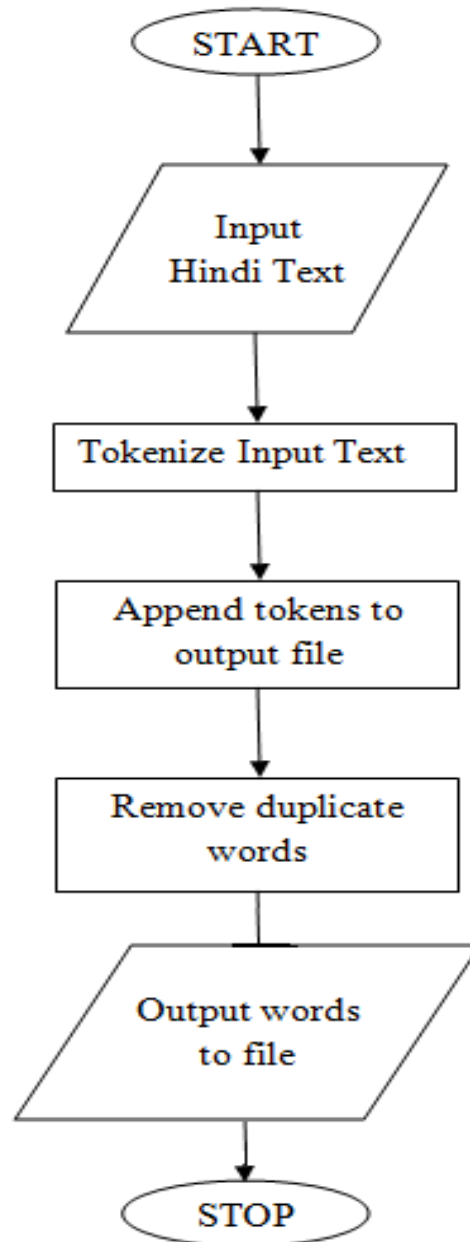 START
Input
Hindi Text
Tokenize Input Text
Append tokens to
output file
Remove duplicate
words
Output words
to file
STOP